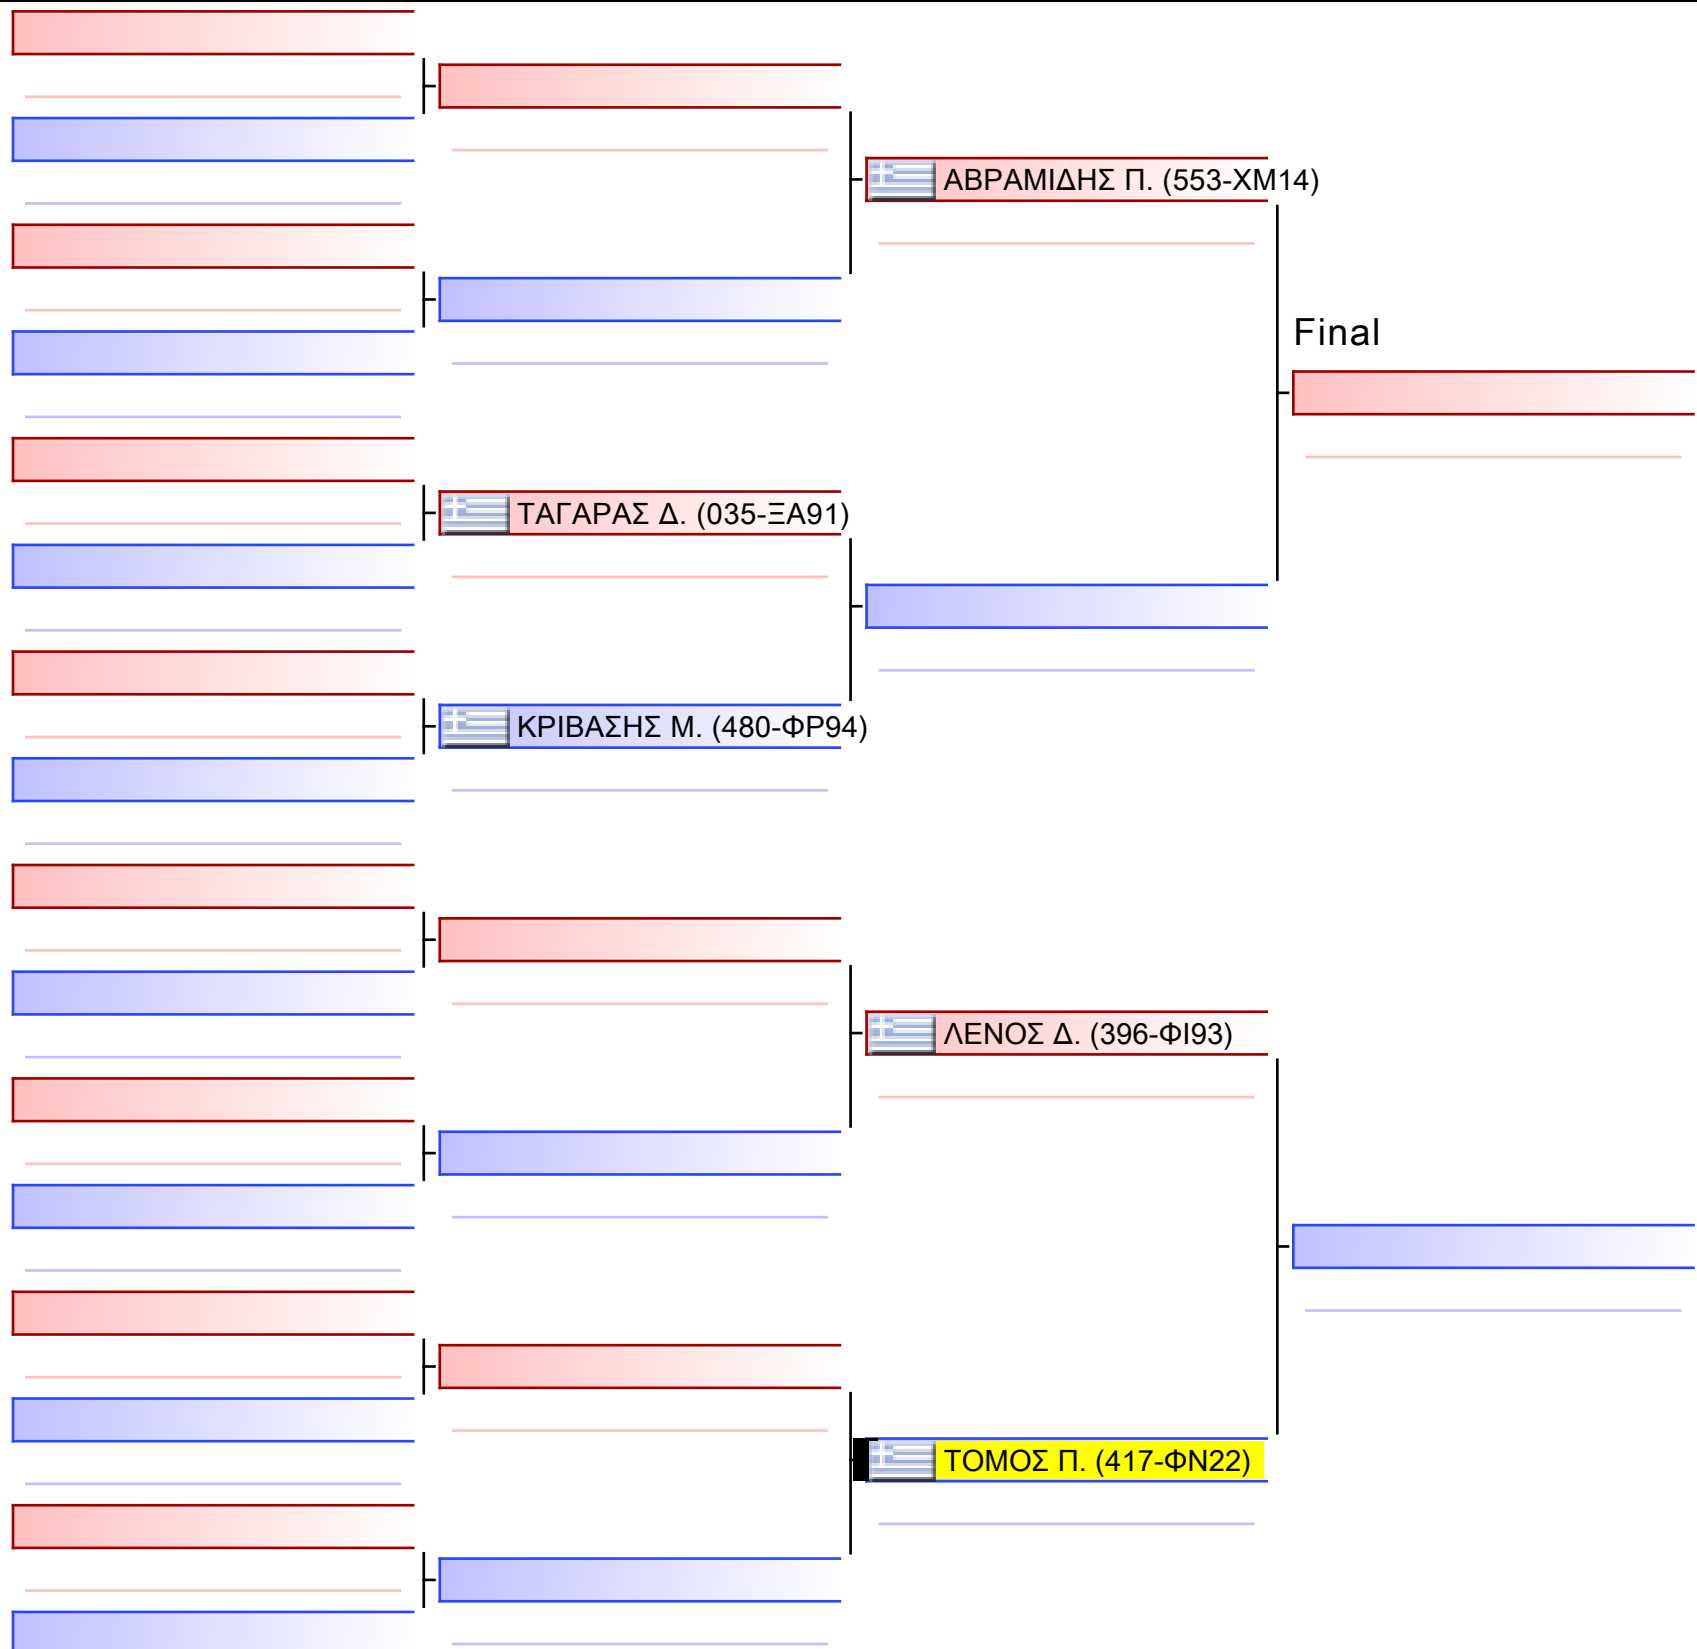 ΑΒΡΑΜΙΔΗΣ Π. (553-ΧΜ14)
Final
ΤΑΓΑΡΑΣ Δ. (035-ΞΑ91)
ΚΡΙΒΑΣΗΣ Μ. (480-ΦΡ94)
ΛΕΝΟΣ Δ. (396-ΦΙ93)
ΤΟΜΟΣ Π. (417-ΦΝ22)